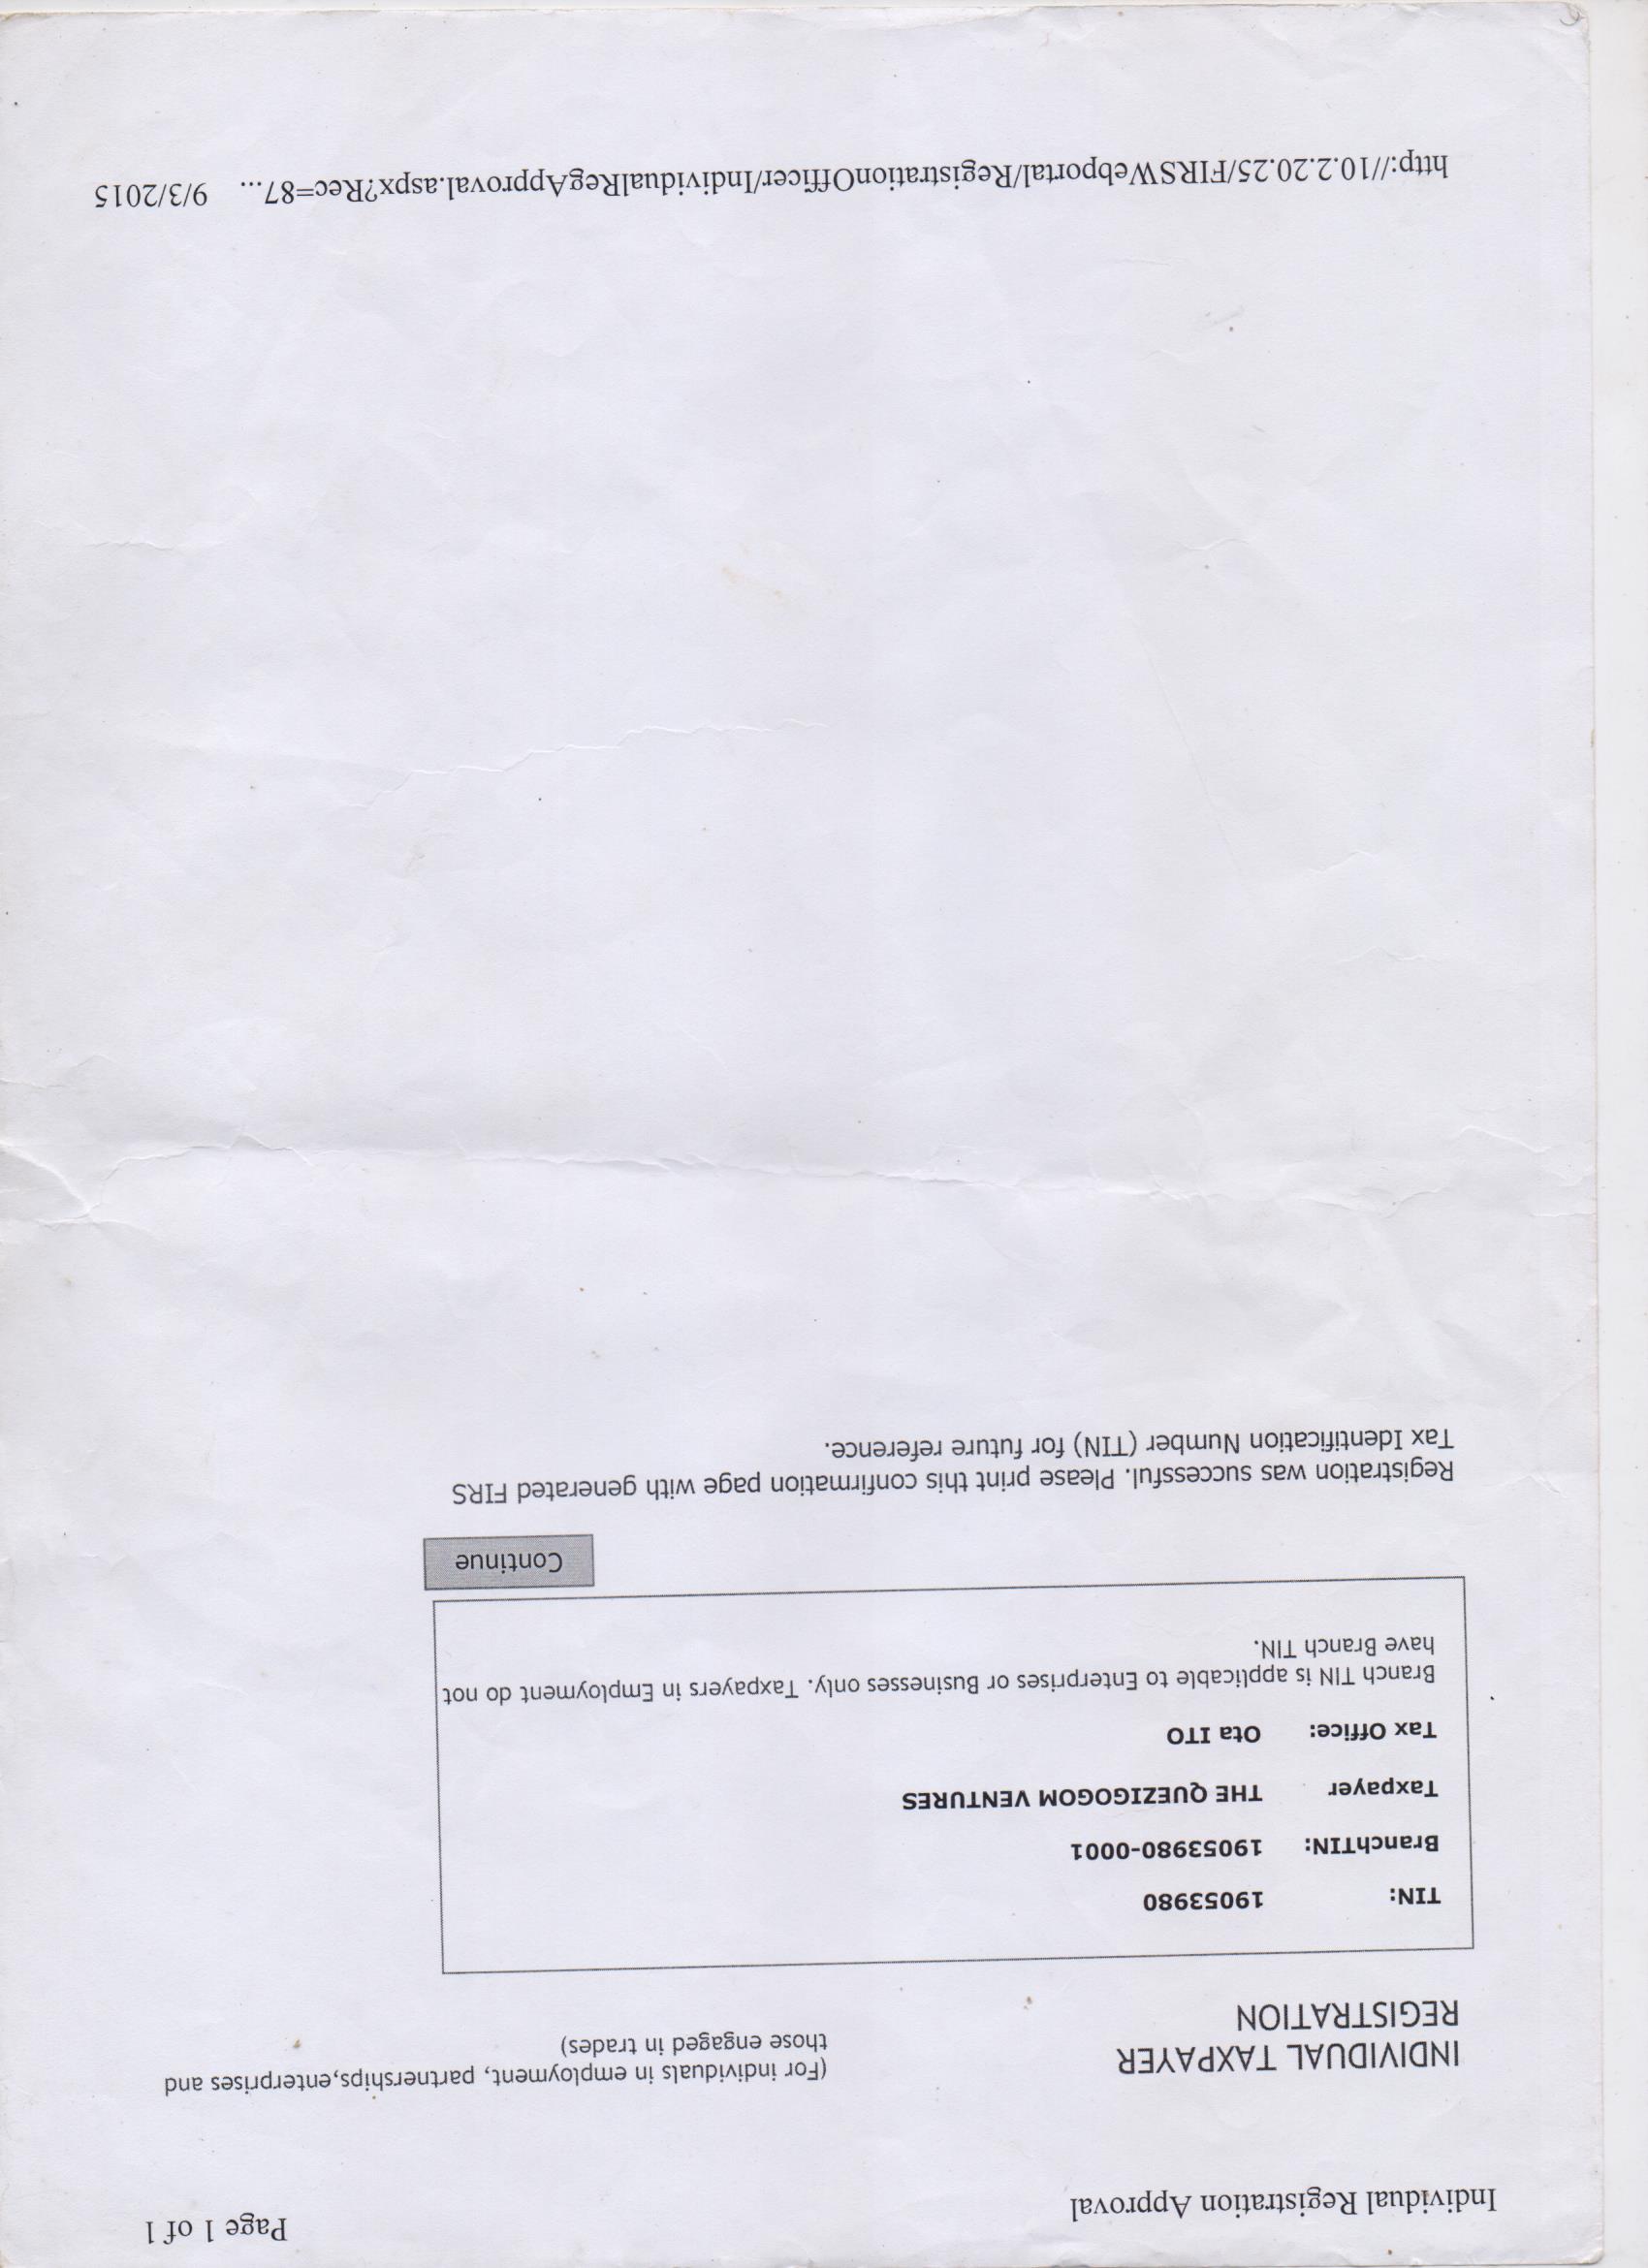 Individual Registration Approval Page 1 of 1
INDIVIDUAL TAXPAYER
REGISTRATION
(For individuals in employment, partnerships,enterprises and
those engaged in trades)
TIN: 19053980
BranchTIN: 19053980-0001
Taxpayer THE QUEZIGOGOM VENTURES
Tax Office: Ota ITO
Branch TIN is applicable to Enterprises or Businesses only. Taxpayers in Employment do not
have Branch TIN.
Continue
Registration was successful. Please print this confirmation page with generated FIRS
Tax Identification Number (TIN) for future reference.
http://10.2.20.25/FIRSWebportal/RegistrationOfficer/IndividualRegApproval.aspx?Rec=87... 9/3/2015